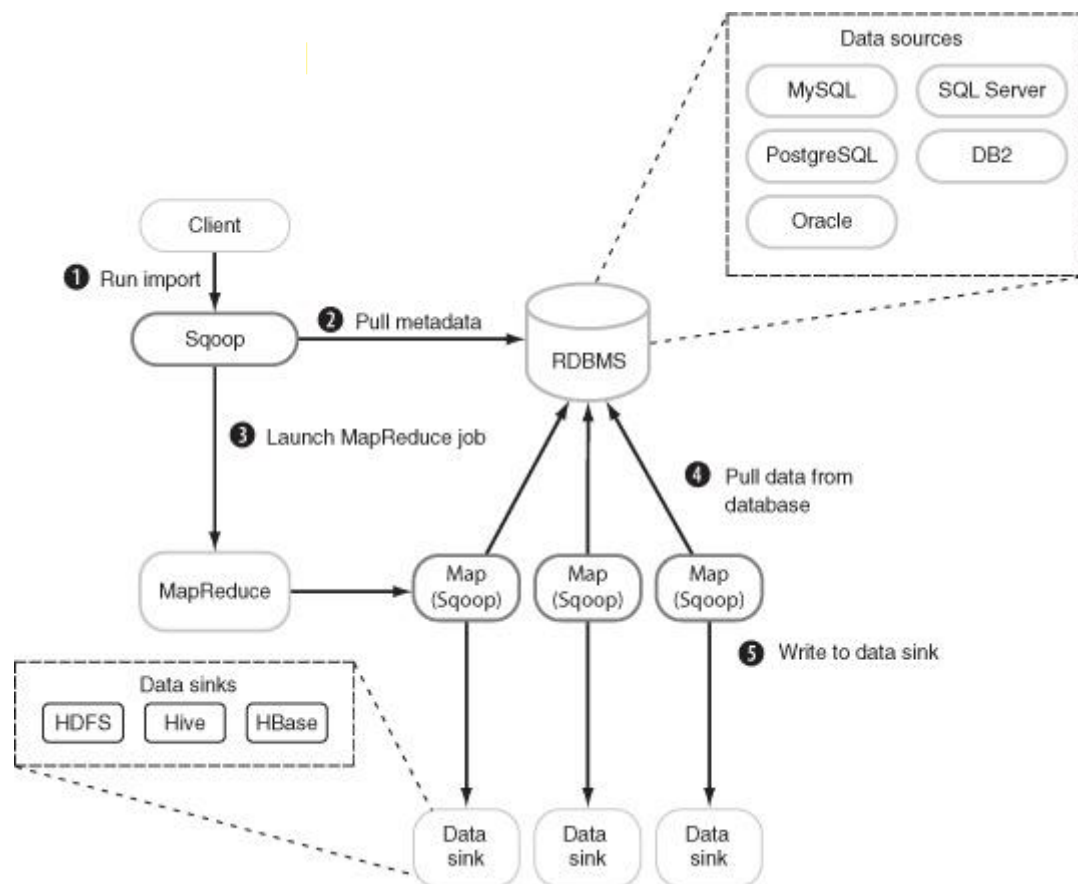 Data sources
MySQL
SQL Server
PostgreSQL
DB2
Oracle
Client
1 Run import
Sqoop
2 Pull metadata
RDBMS
3 Launch MapReduce job
4 Pull data from
database
MapReduce
Map
(Sqoop)
Map
(Sqoop)
Map
(Sqoop)
5 Write to data sink
Data sinks
HDFS
Hive
HBase
Data
sink
Data
sink
Data
sink